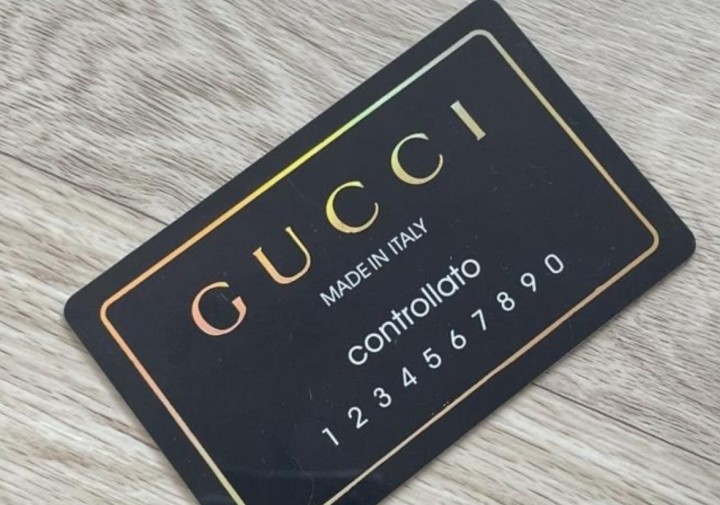 GUCCI
MADE IN ITALY
controllato
1 2 3 4 5 6 7 8 9 0